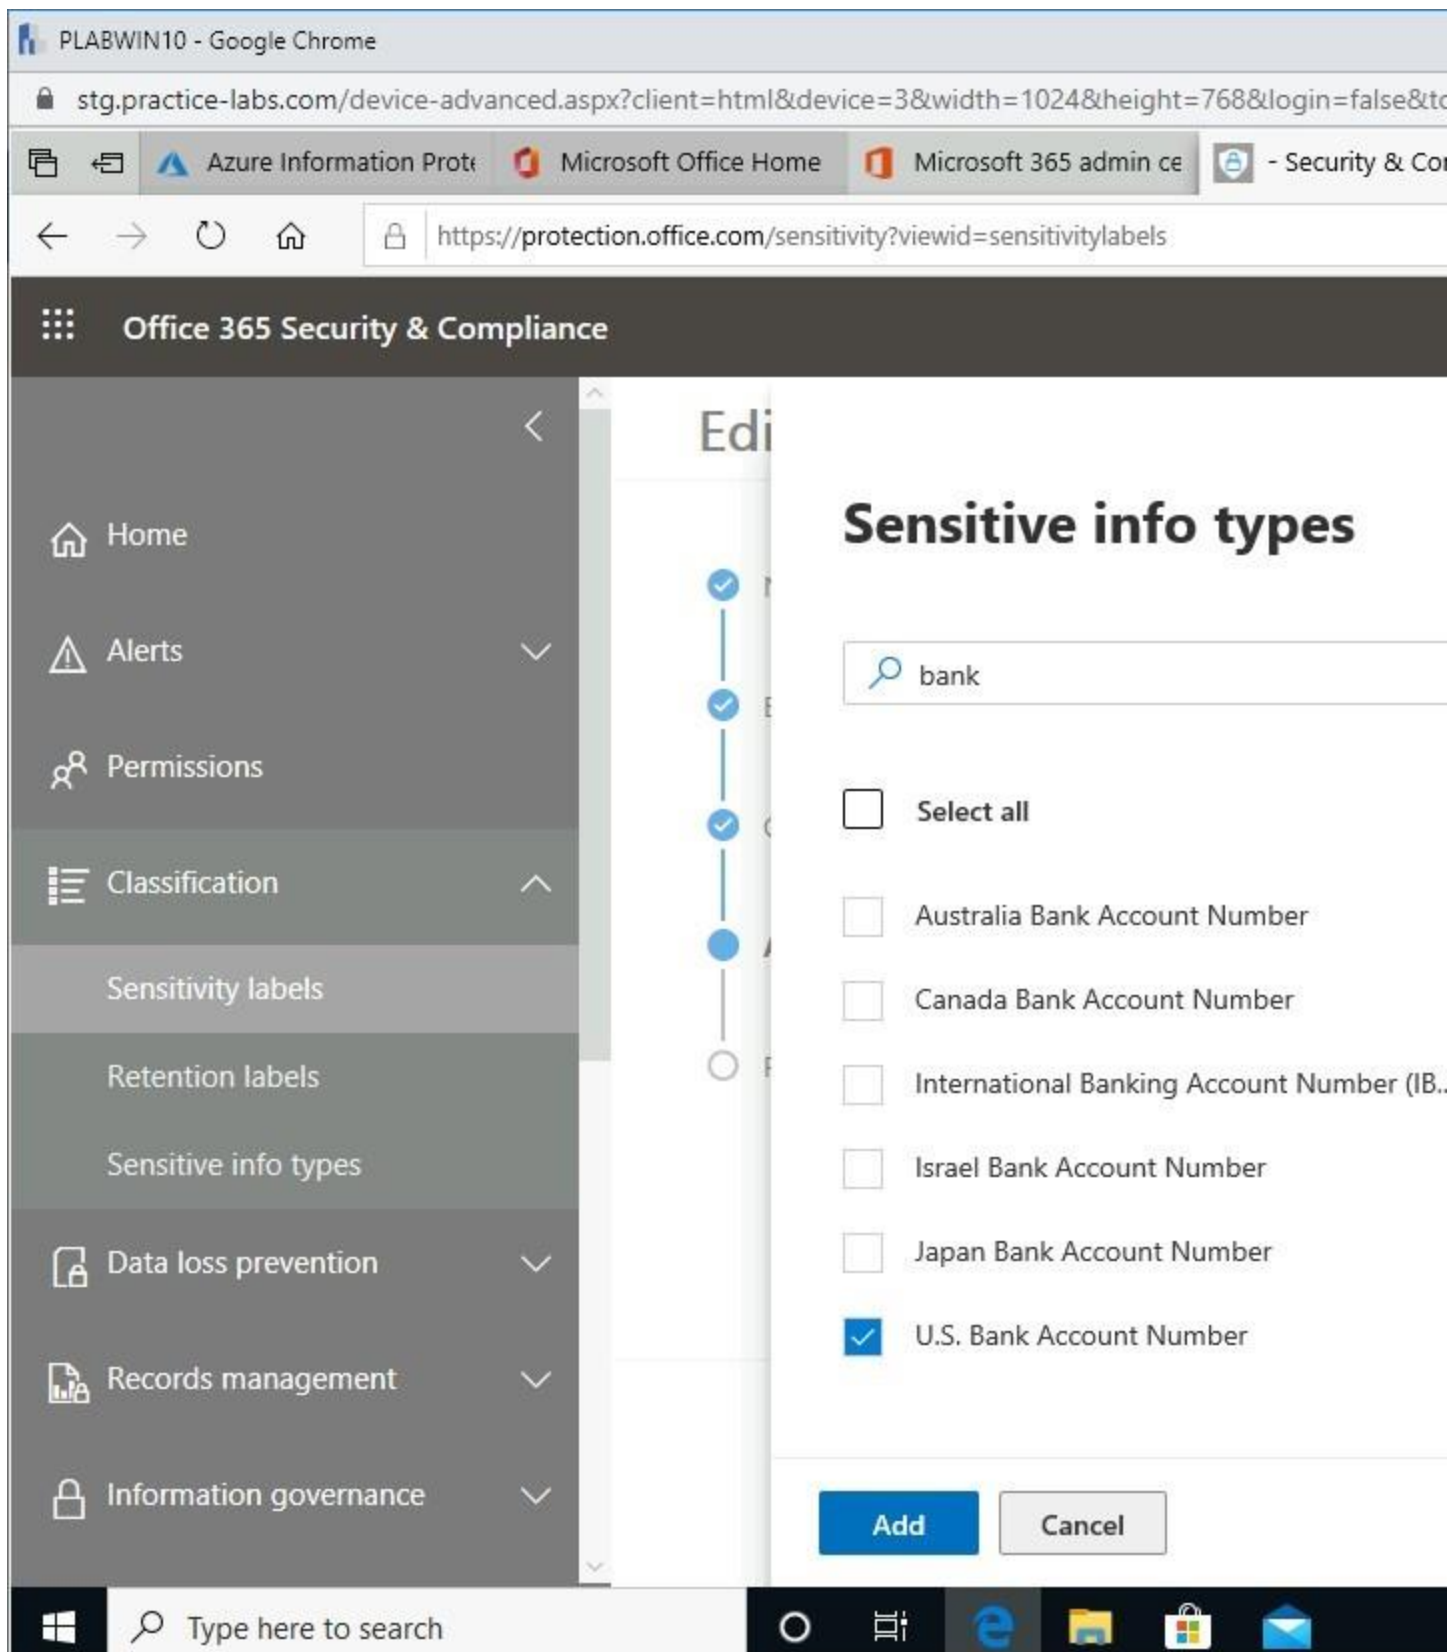 PLABWIN10 - Google Chrome
stg.practice-labs.com/device-advanced.aspx?client=html&device=3&width=1024&height=768&login=false&to
Azure Information Prote
Microsoft Office Home
Microsoft 365 admin ce
- Security & Co
https://protection.office.com/sensitivity?viewid=sensitivitylabels
Office 365 Security & Compliance
Home
Alerts
Permissions
Classification
Sensitivity labels
Retention labels
Sensitive info types
Data loss prevention
Records management
Information governance
Edi
Sensitive info types
bank
Select all
Australia Bank Account Number
Canada Bank Account Number
International Banking Account Number (IB..
Israel Bank Account Number
Japan Bank Account Number
U.S. Bank Account Number
Add
Cancel
Type here to search